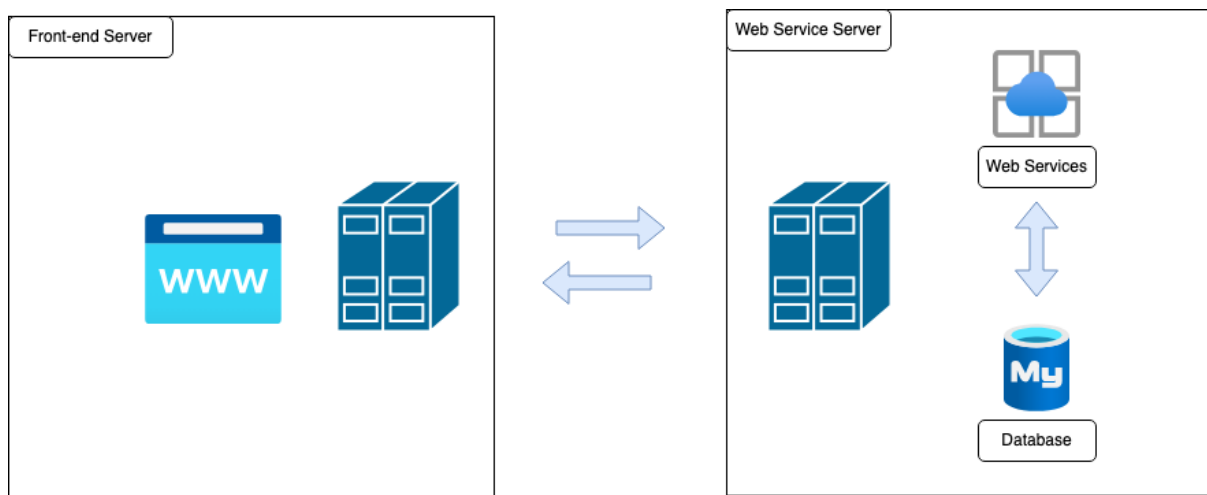 Front-end Server
Web Service Server
Web Services
www
My
Database